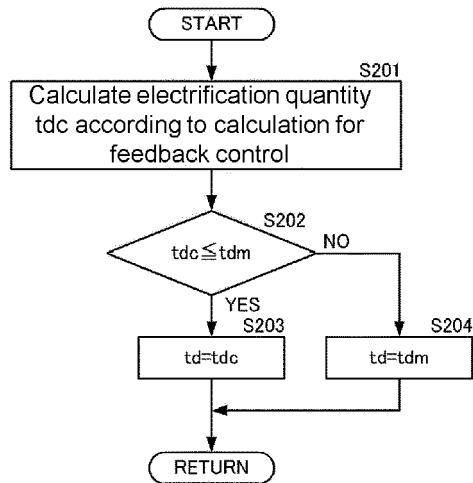 START
S201
Calculate electrification quantity
tdc according to calculation for
feedback control
S202
tdc≦tdm
NO
YES
S203
S204
td=tdc
td=tdm
RETURN